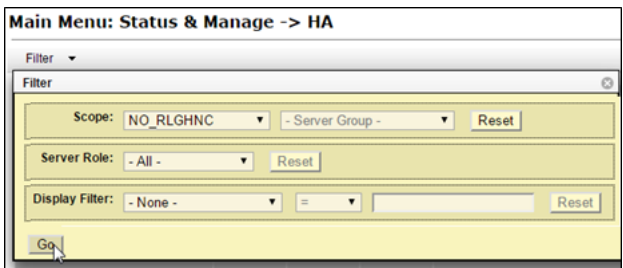 Main Menu: Status & Manage -> HA
Filter
Filter
Scope: NO_RLGHNC - Server Group - Reset
Server Role: - All - Reset
Display Filter: - None - = Reset
Go